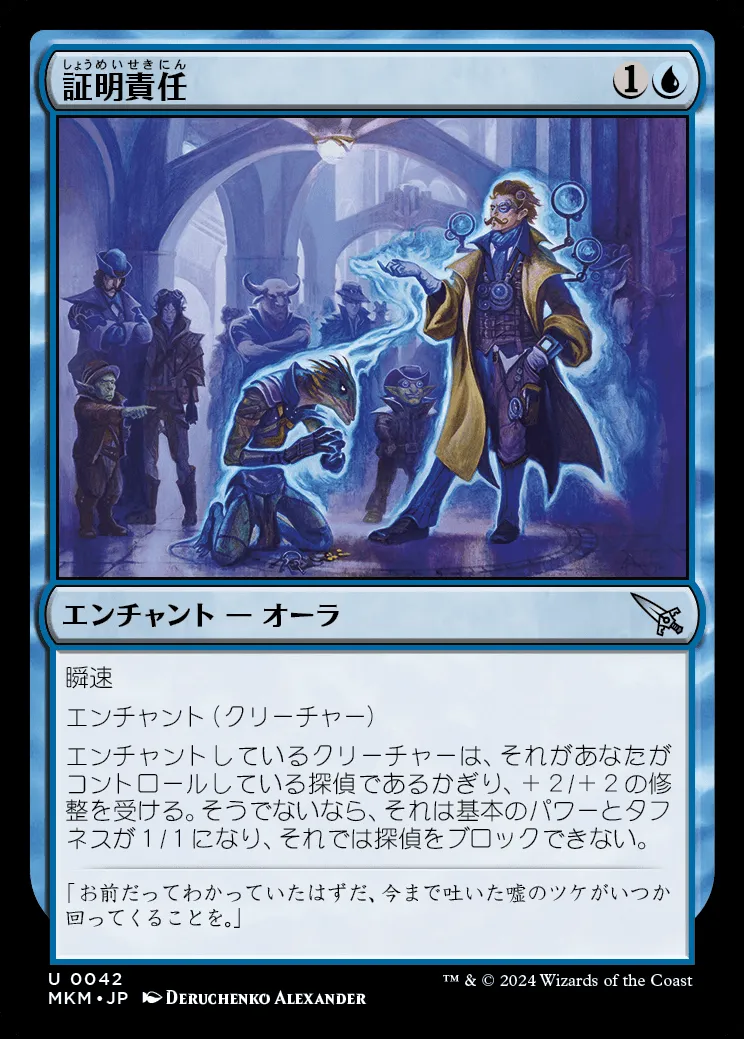 しょうめいせきにん
証明責任
1
エンチャント — オーラ
瞬速
エンチャント(クリーチャー)
エンチャントしているクリーチャーは、それがあなたが
コントロールしている探偵であるかぎり、+2/+2の修
整を受ける。そうでないなら、それは基本のパワーとタフ
ネスが1/1になり、それでは探偵をブロックできない。
「お前だってわかっていたはずだ、今まで吐いた嘘のツケがいつか
回ってくることを。」
U 0042
MKM • JP DERUCHENKO ALEXANDER
™ & © 2024 Wizards of the Coast